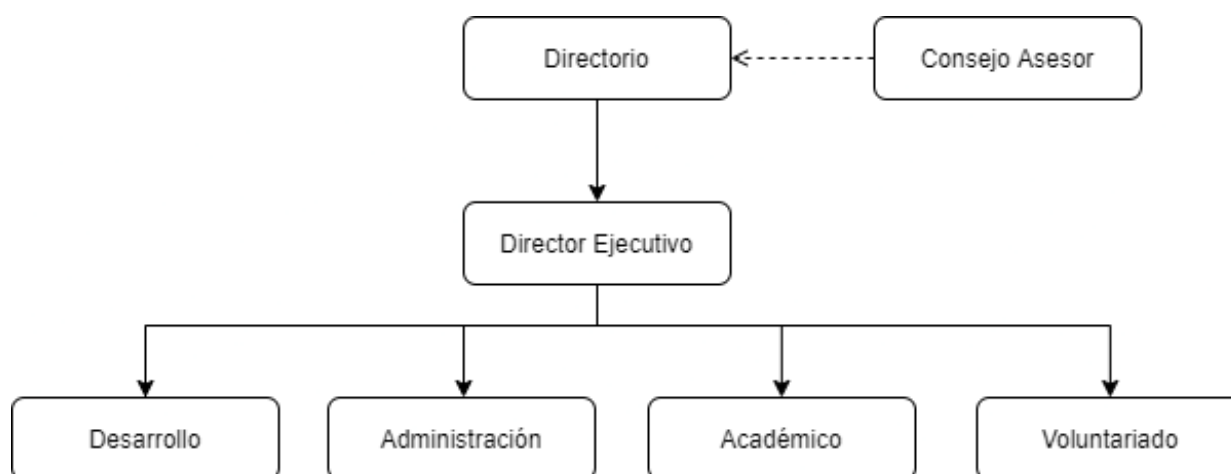 Directorio
Consejo Asesor
Director Ejecutivo
Desarrollo
Administración
Académico
Voluntariado